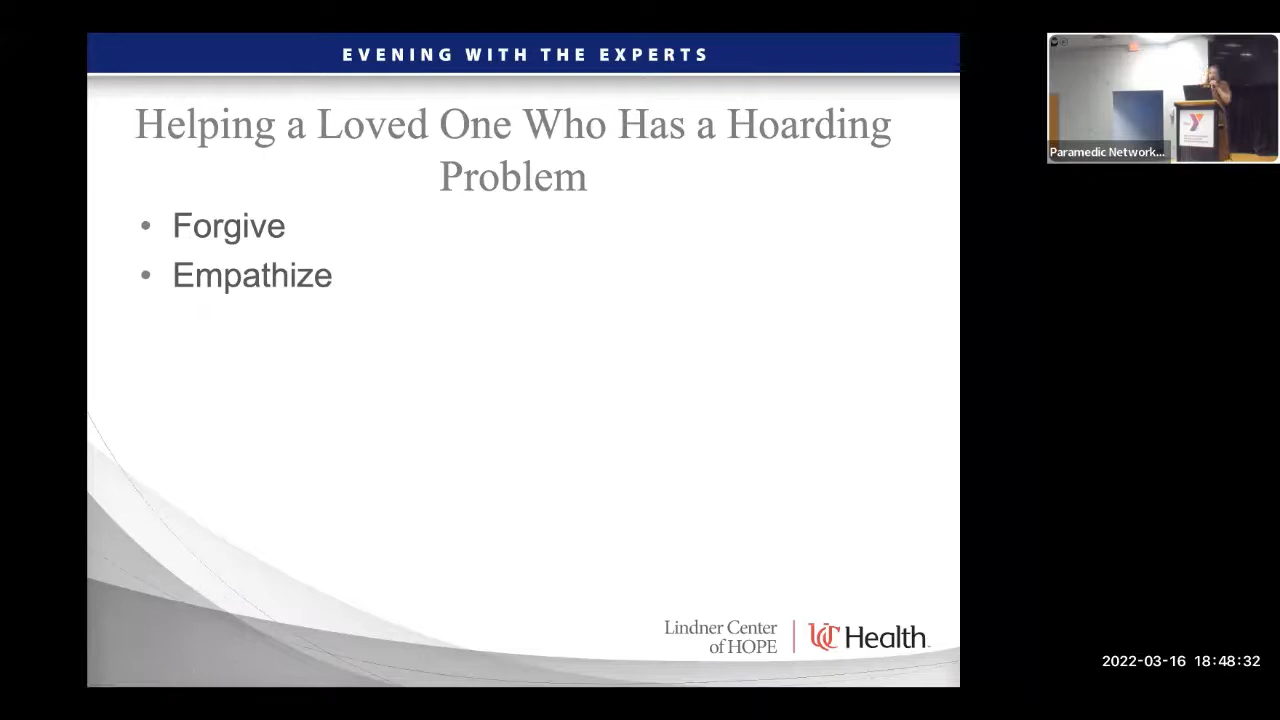 EVENING WITH THE EXPERTS
Helping a Loved One Who Has a Hoarding
Problem
• Forgive
• Empathize
Lindner Center
of HOPE
UC Health
Paramedic Network...
2022-03-16 18:48:32